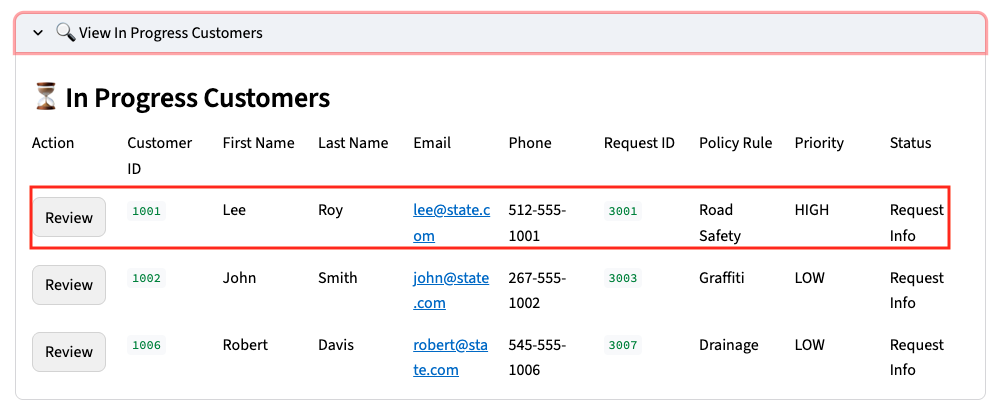 View In Progress Customers
In Progress Customers
Action Customer ID First Name Last Name Email Phone Request ID Policy Rule Priority Status
Review 1001 Lee Roy lee@state.com 512-555-1001 3001 Road Safety HIGH Request Info
Review 1002 John Smith john@state.com 267-555-1002 3003 Graffiti LOW Request Info
Review 1006 Robert Davis robert@state.com 545-555-1006 3007 Drainage LOW Request Info